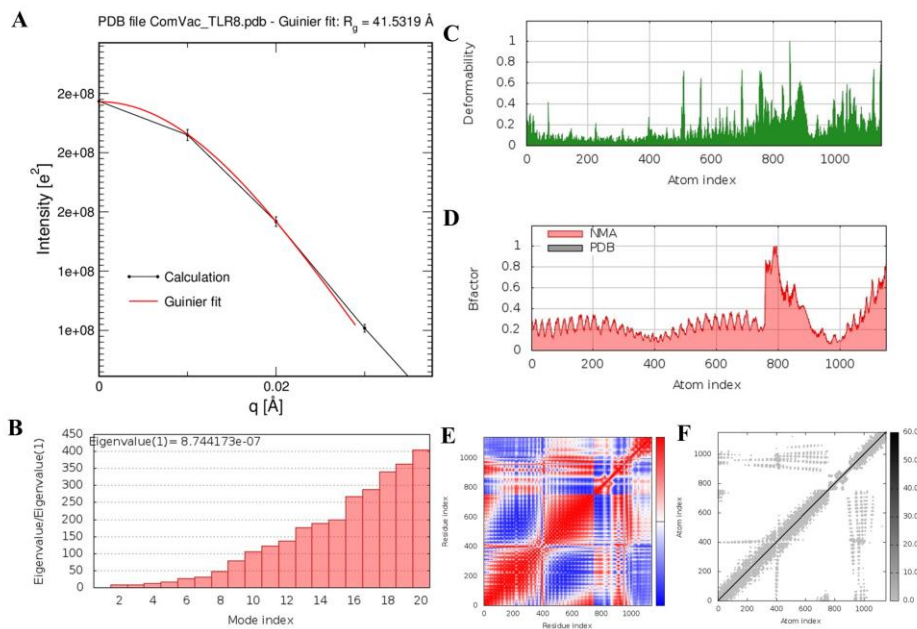 A
PDB file ComVac_TLR8.pdb - Guinier fit: Rg = 41.5319 Å
2e+08
2e+08
2e+08
1e+08
1e+08
Intensity [e²]
Calculation
Guinier fit
0
0.02
q [Å]
B
Eigenvalue(1)= 8.744173e-07
450
400
350
300
250
200
150
100
50
0
Eigenvalue/Eigenvalue(1)
2 4 6 8 10 12 14 16 18 20
Mode index
C
1
0.8
0.6
0.4
0.2
0
Deformability
0 200 400 600 800 1000
Atom index
D
NMA
PDB
1
0.8
0.6
0.4
0.2
0
Bfactor
0 200 400 600 800 1000
Atom index
E
1000
800
600
400
200
0
Residue index
0 200 400 600 800 1000
Residue index
F
1000
800
600
400
200
0
Atom index
0 200 400 600 800 1000
Atom index
60.0
50.0
40.0
30.0
20.0
10.0
0.0